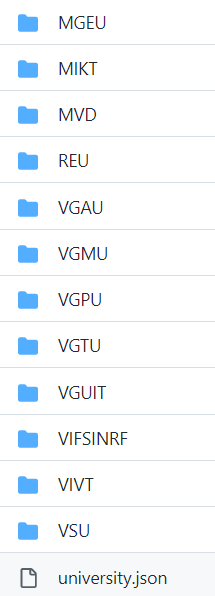 MGEU
MIKT
MVD
REU
VGAU
VGMU
VGPU
VGTU
VGUIT
VIFSINRF
VIVT
VSU
university.json